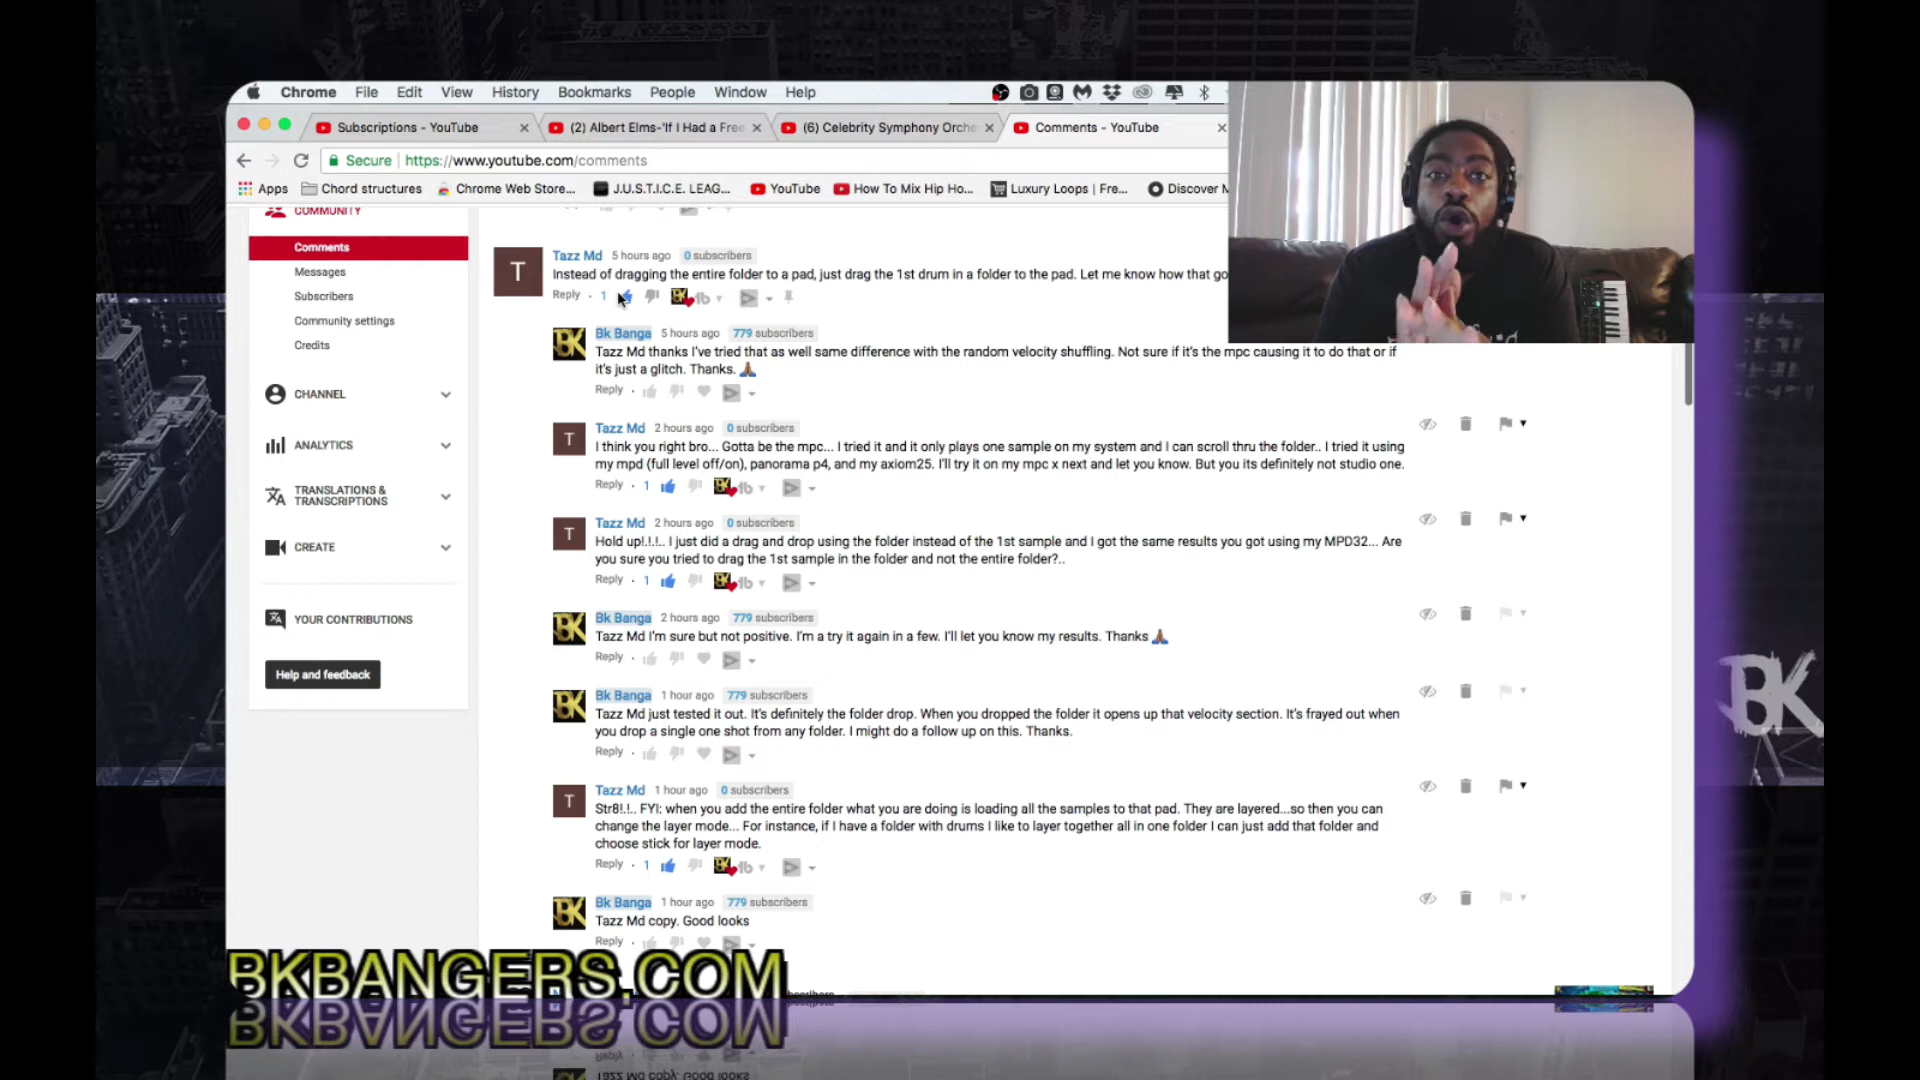 Chrome File Edit View History Bookmarks People Window Help
Subscriptions - YouTube
(2) Albert Elms-'If I Had a Free
(6) Celebrity Symphony Orche
Comments - YouTube
Secure https://www.youtube.com/comments
Apps Chord structures Chrome Web Store... J.U.S.T.I.C.E. LEAG... YouTube How To Mix Hip Ho... Luxury Loops | Fre... Discover
COMMUNITY
Comments
Messages
Subscribers
Community settings
Credits
CHANNEL
ANALYTICS
TRANSLATIONS &
TRANSCRIPTIONS
CREATE
YOUR CONTRIBUTIONS
Help and feedback
T
Tazz Md 5 hours ago 0 subscribers
Instead of dragging the entire folder to a pad, just drag the 1st drum in a folder to the pad. Let me know how that go
Reply · 1
BK
Bk Banga 5 hours ago 779 subscribers
Tazz Md thanks I've tried that as well same difference with the random velocity shuffling. Not sure if it's the mpc causing it to do that or if
it's just a glitch. Thanks.
Reply ·
T
Tazz Md 2 hours ago 0 subscribers
I think you right bro... Gotta be the mpc... I tried it and it only plays one sample on my system and I can scroll thru the folder.. I tried it using
my mpd (full level off/on), panorama p4, and my axiom25. I'll try it on my mpc x next and let you know. But you its definitely not studio one.
Reply · 1
T
Tazz Md 2 hours ago 0 subscribers
Hold up!.!.!.. I just did a drag and drop using the folder instead of the 1st sample and I got the same results you got using my MPD32... Are
you sure you tried to drag the 1st sample in the folder and not the entire folder?..
Reply · 1
BK
Bk Banga 2 hours ago 779 subscribers
Tazz Md I'm sure but not positive. I'm a try it again in a few. I'll let you know my results. Thanks
Reply ·
BK
Bk Banga 1 hour ago 779 subscribers
Tazz Md just tested it out. It's definitely the folder drop. When you dropped the folder it opens up that velocity section. It's frayed out when
you drop a single one shot from any folder. I might do a follow up on this. Thanks.
Reply ·
T
Tazz Md 1 hour ago 0 subscribers
Str8!.!.. FYI: when you add the entire folder what you are doing is loading all the samples to that pad. They are layered...so then you can
change the layer mode... For instance, if I have a folder with drums I like to layer together all in one folder I can just add that folder and
choose stick for layer mode.
Reply · 1
BK
Bk Banga 1 hour ago 779 subscribers
Tazz Md copy. Good looks
Reply ·
BKBANGERS.COM
BK